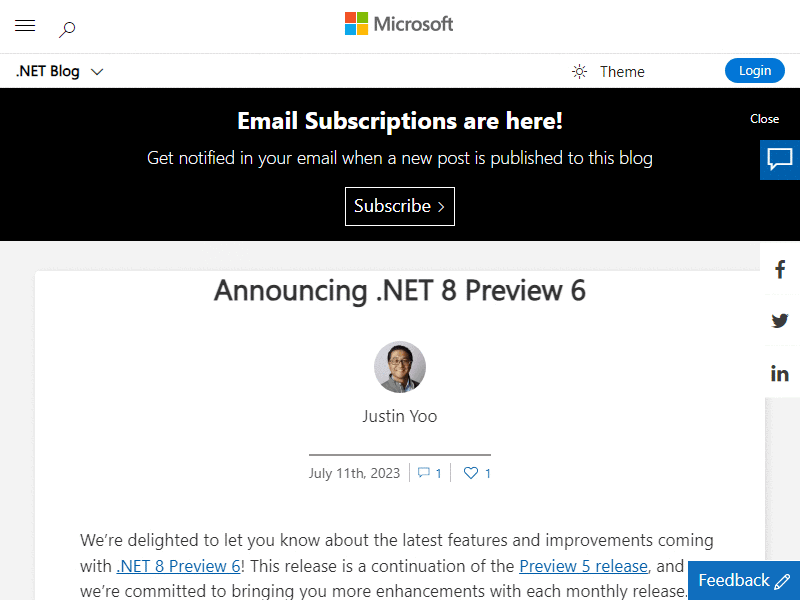 Microsoft
.NET Blog
Theme
Login
Email Subscriptions are here!
Close
Get notified in your email when a new post is published to this blog
Subscribe
Announcing .NET 8 Preview 6
Justin Yoo
July 11th, 2023
1
1
We’re delighted to let you know about the latest features and improvements coming
with .NET 8 Preview 6! This release is a continuation of the Preview 5 release, and
we’re committed to bringing you more enhancements with each monthly release.
Feedback